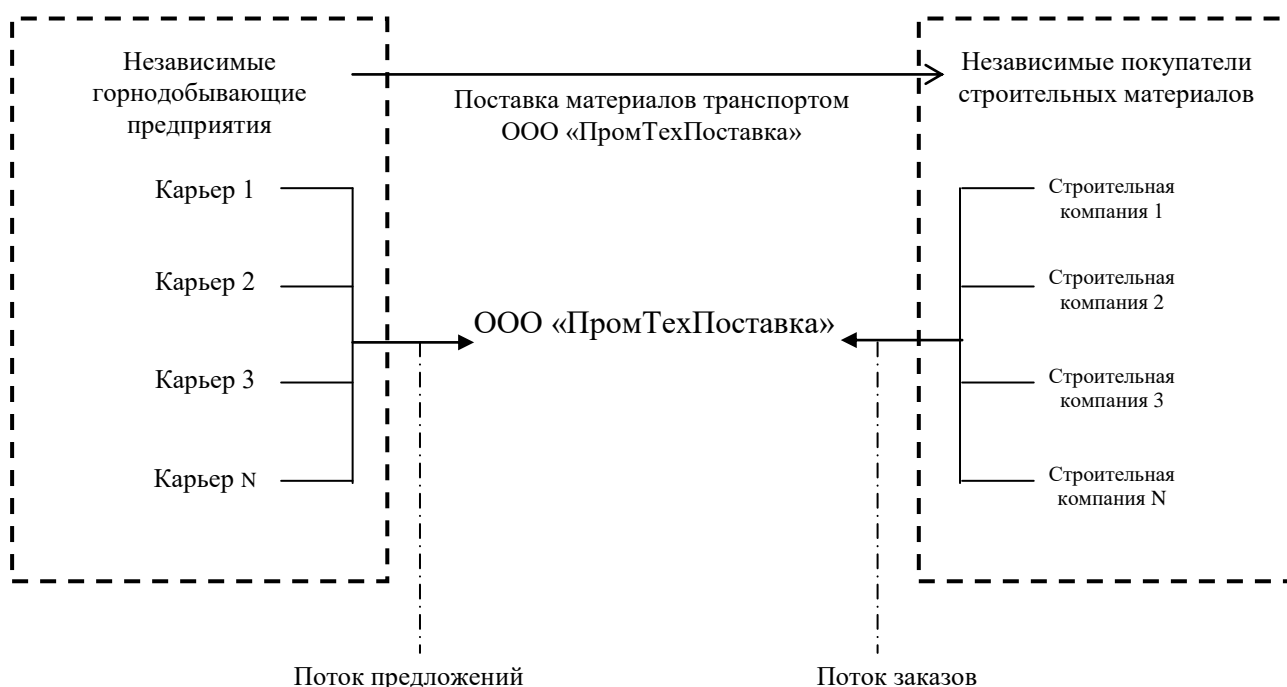 Независимые
горнодобывающие
предприятия
Поставка материалов транспортом
ООО «ПромТехПоставка»
Независимые покупатели
строительных материалов
Карьер 1
Карьер 2
Карьер 3
Карьер N
ООО «ПромТехПоставка»
Строительная
компания 1
Строительная
компания 2
Строительная
компания 3
Строительная
компания N
Поток предложений
Поток заказов